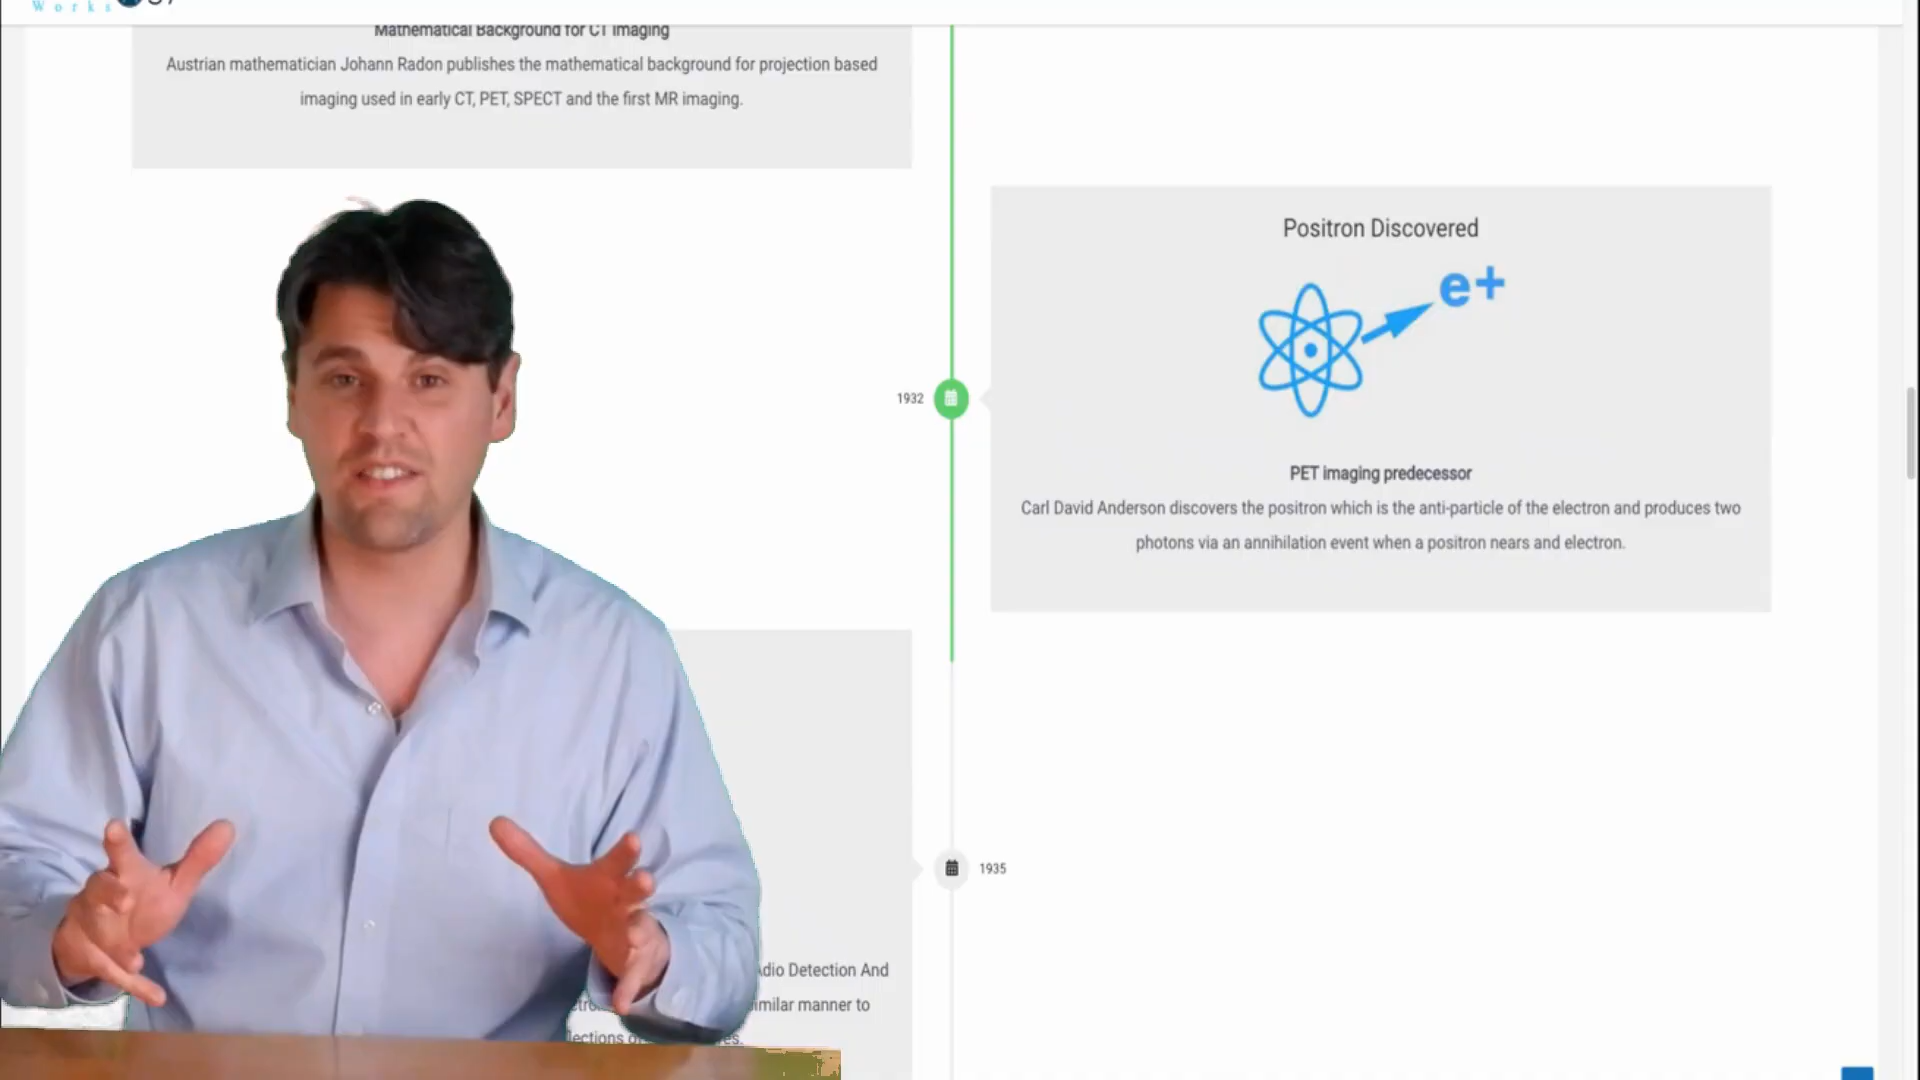 Works
Mathematical Background for CT Imaging
Austrian mathematician Johann Radon publishes the mathematical background for projection based
imaging used in early CT, PET, SPECT and the first MR imaging.
Positron Discovered
e+
1932
PET imaging predecessor
Carl David Anderson discovers the positron which is the anti-particle of the electron and produces two
photons via an annihilation event when a positron nears and electron.
1935
Detection And
manner to